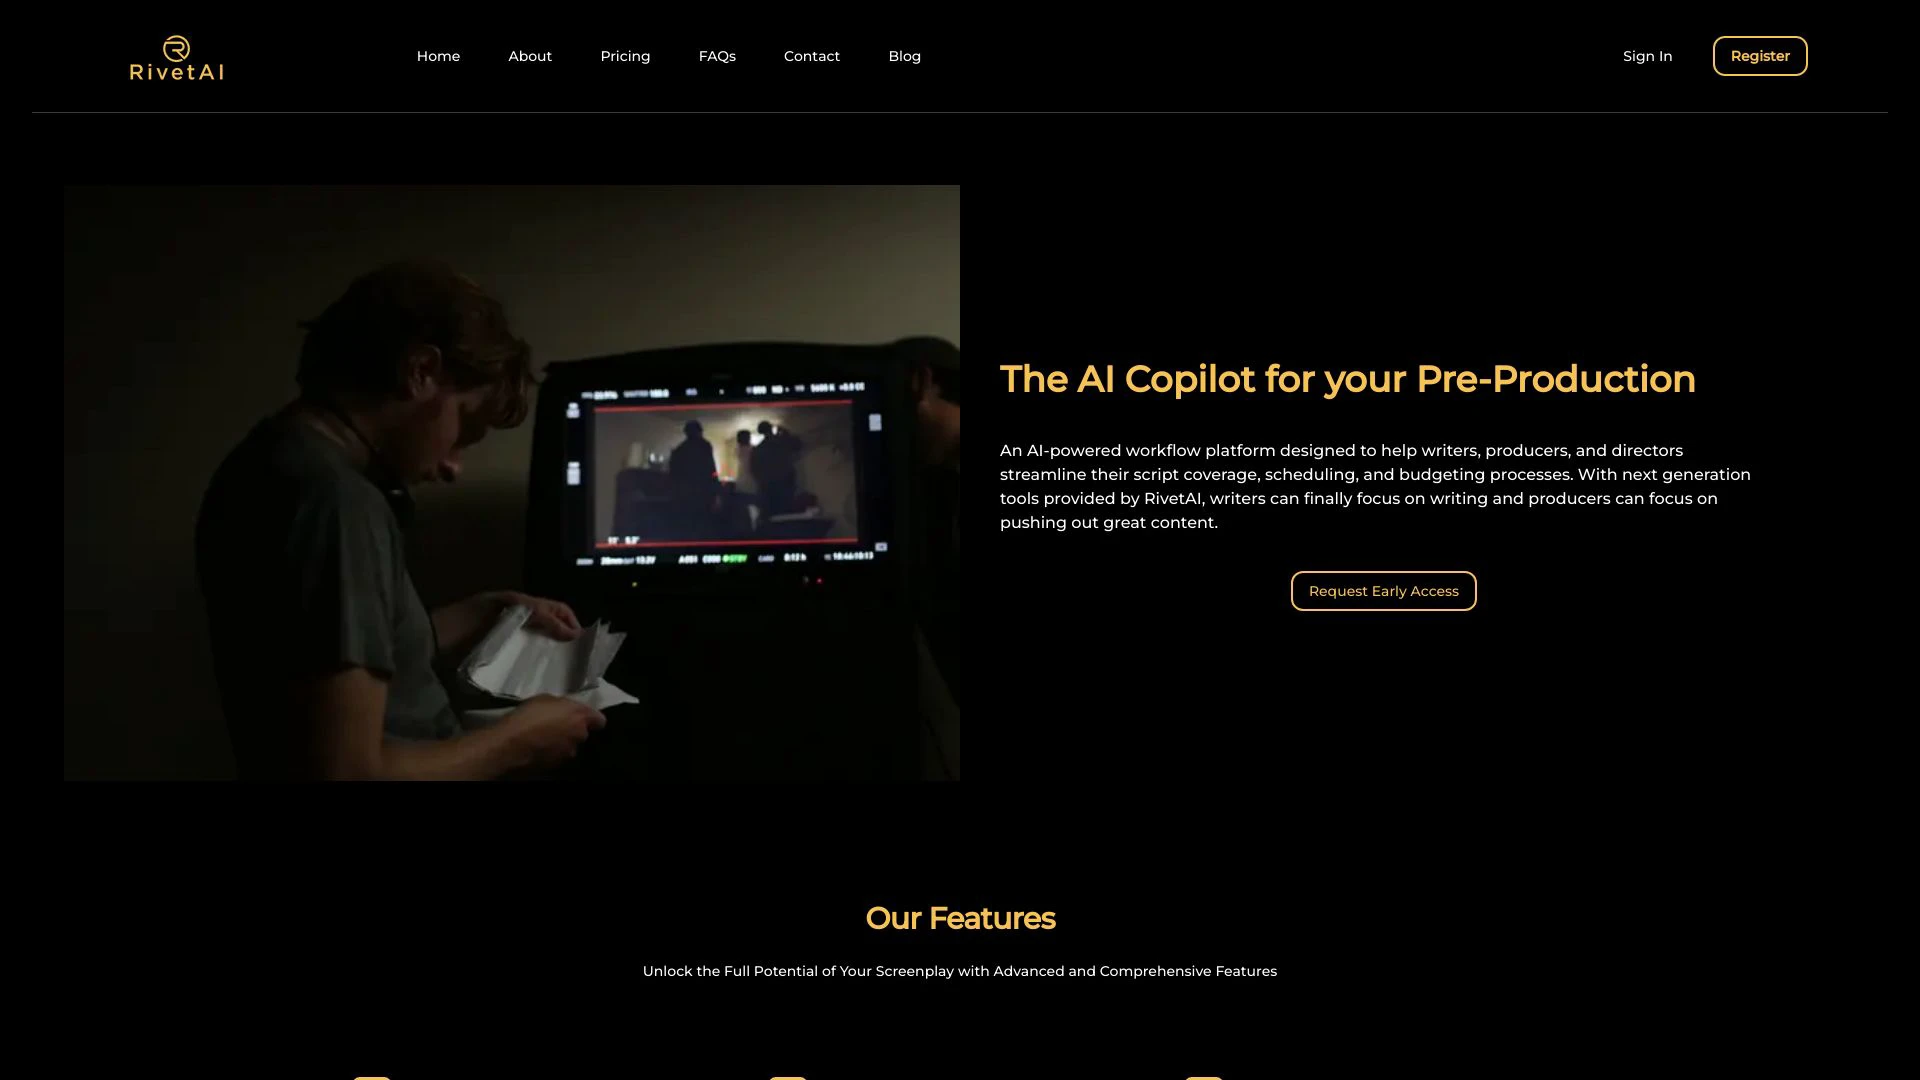 RivetAI
Home
About
Pricing
FAQs
Contact
Blog
Sign In
Register
The AI Copilot for your Pre-Production
An AI-powered workflow platform designed to help writers, producers, and directors
streamline their script coverage, scheduling, and budgeting processes. With next generation
tools provided by RivetAI, writers can finally focus on writing and producers can focus on
pushing out great content.
Request Early Access
Our Features
Unlock the Full Potential of Your Screenplay with Advanced and Comprehensive Features